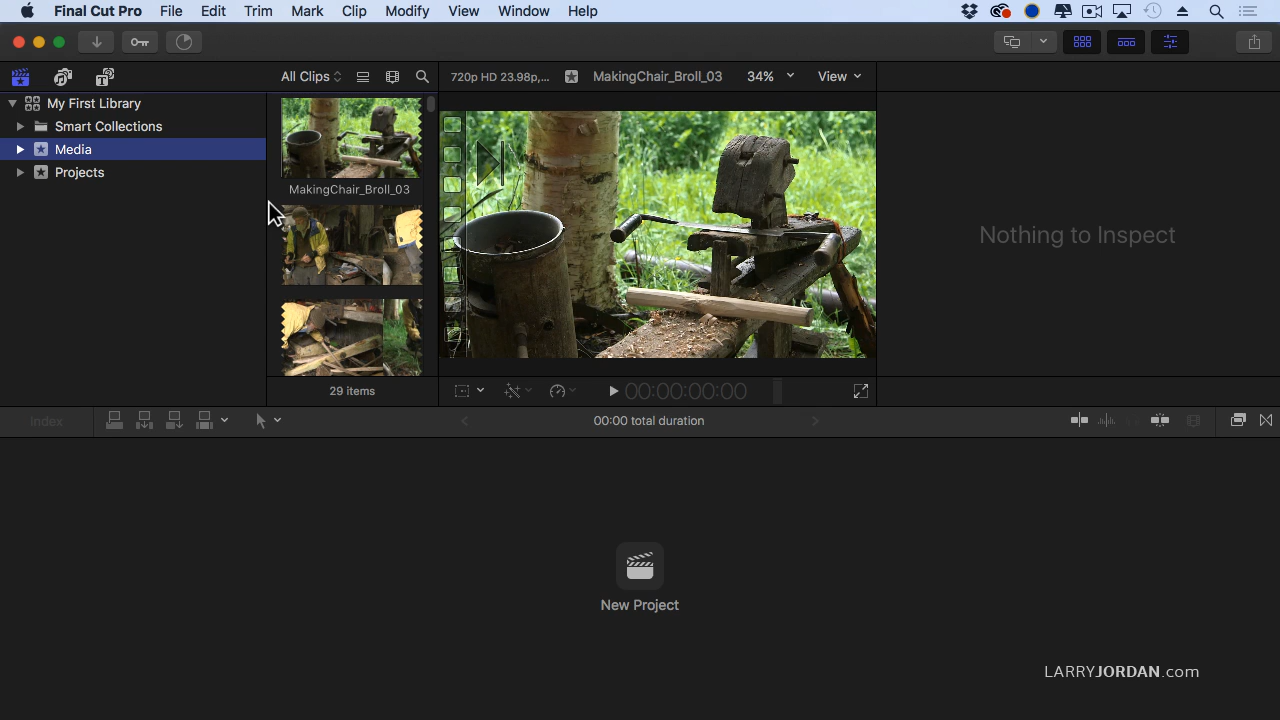 Final Cut Pro File Edit Trim Mark Clip Modify View Window Help
All Clips 720p HD 23.98p,... MakingChair_Broll_03 34% View
My First Library
Smart Collections
Media
Projects
MakingChair_Broll_03
Nothing to Inspect
29 items
00:00:00:00
Index 00:00 total duration
New Project
LARRYJORDAN.com